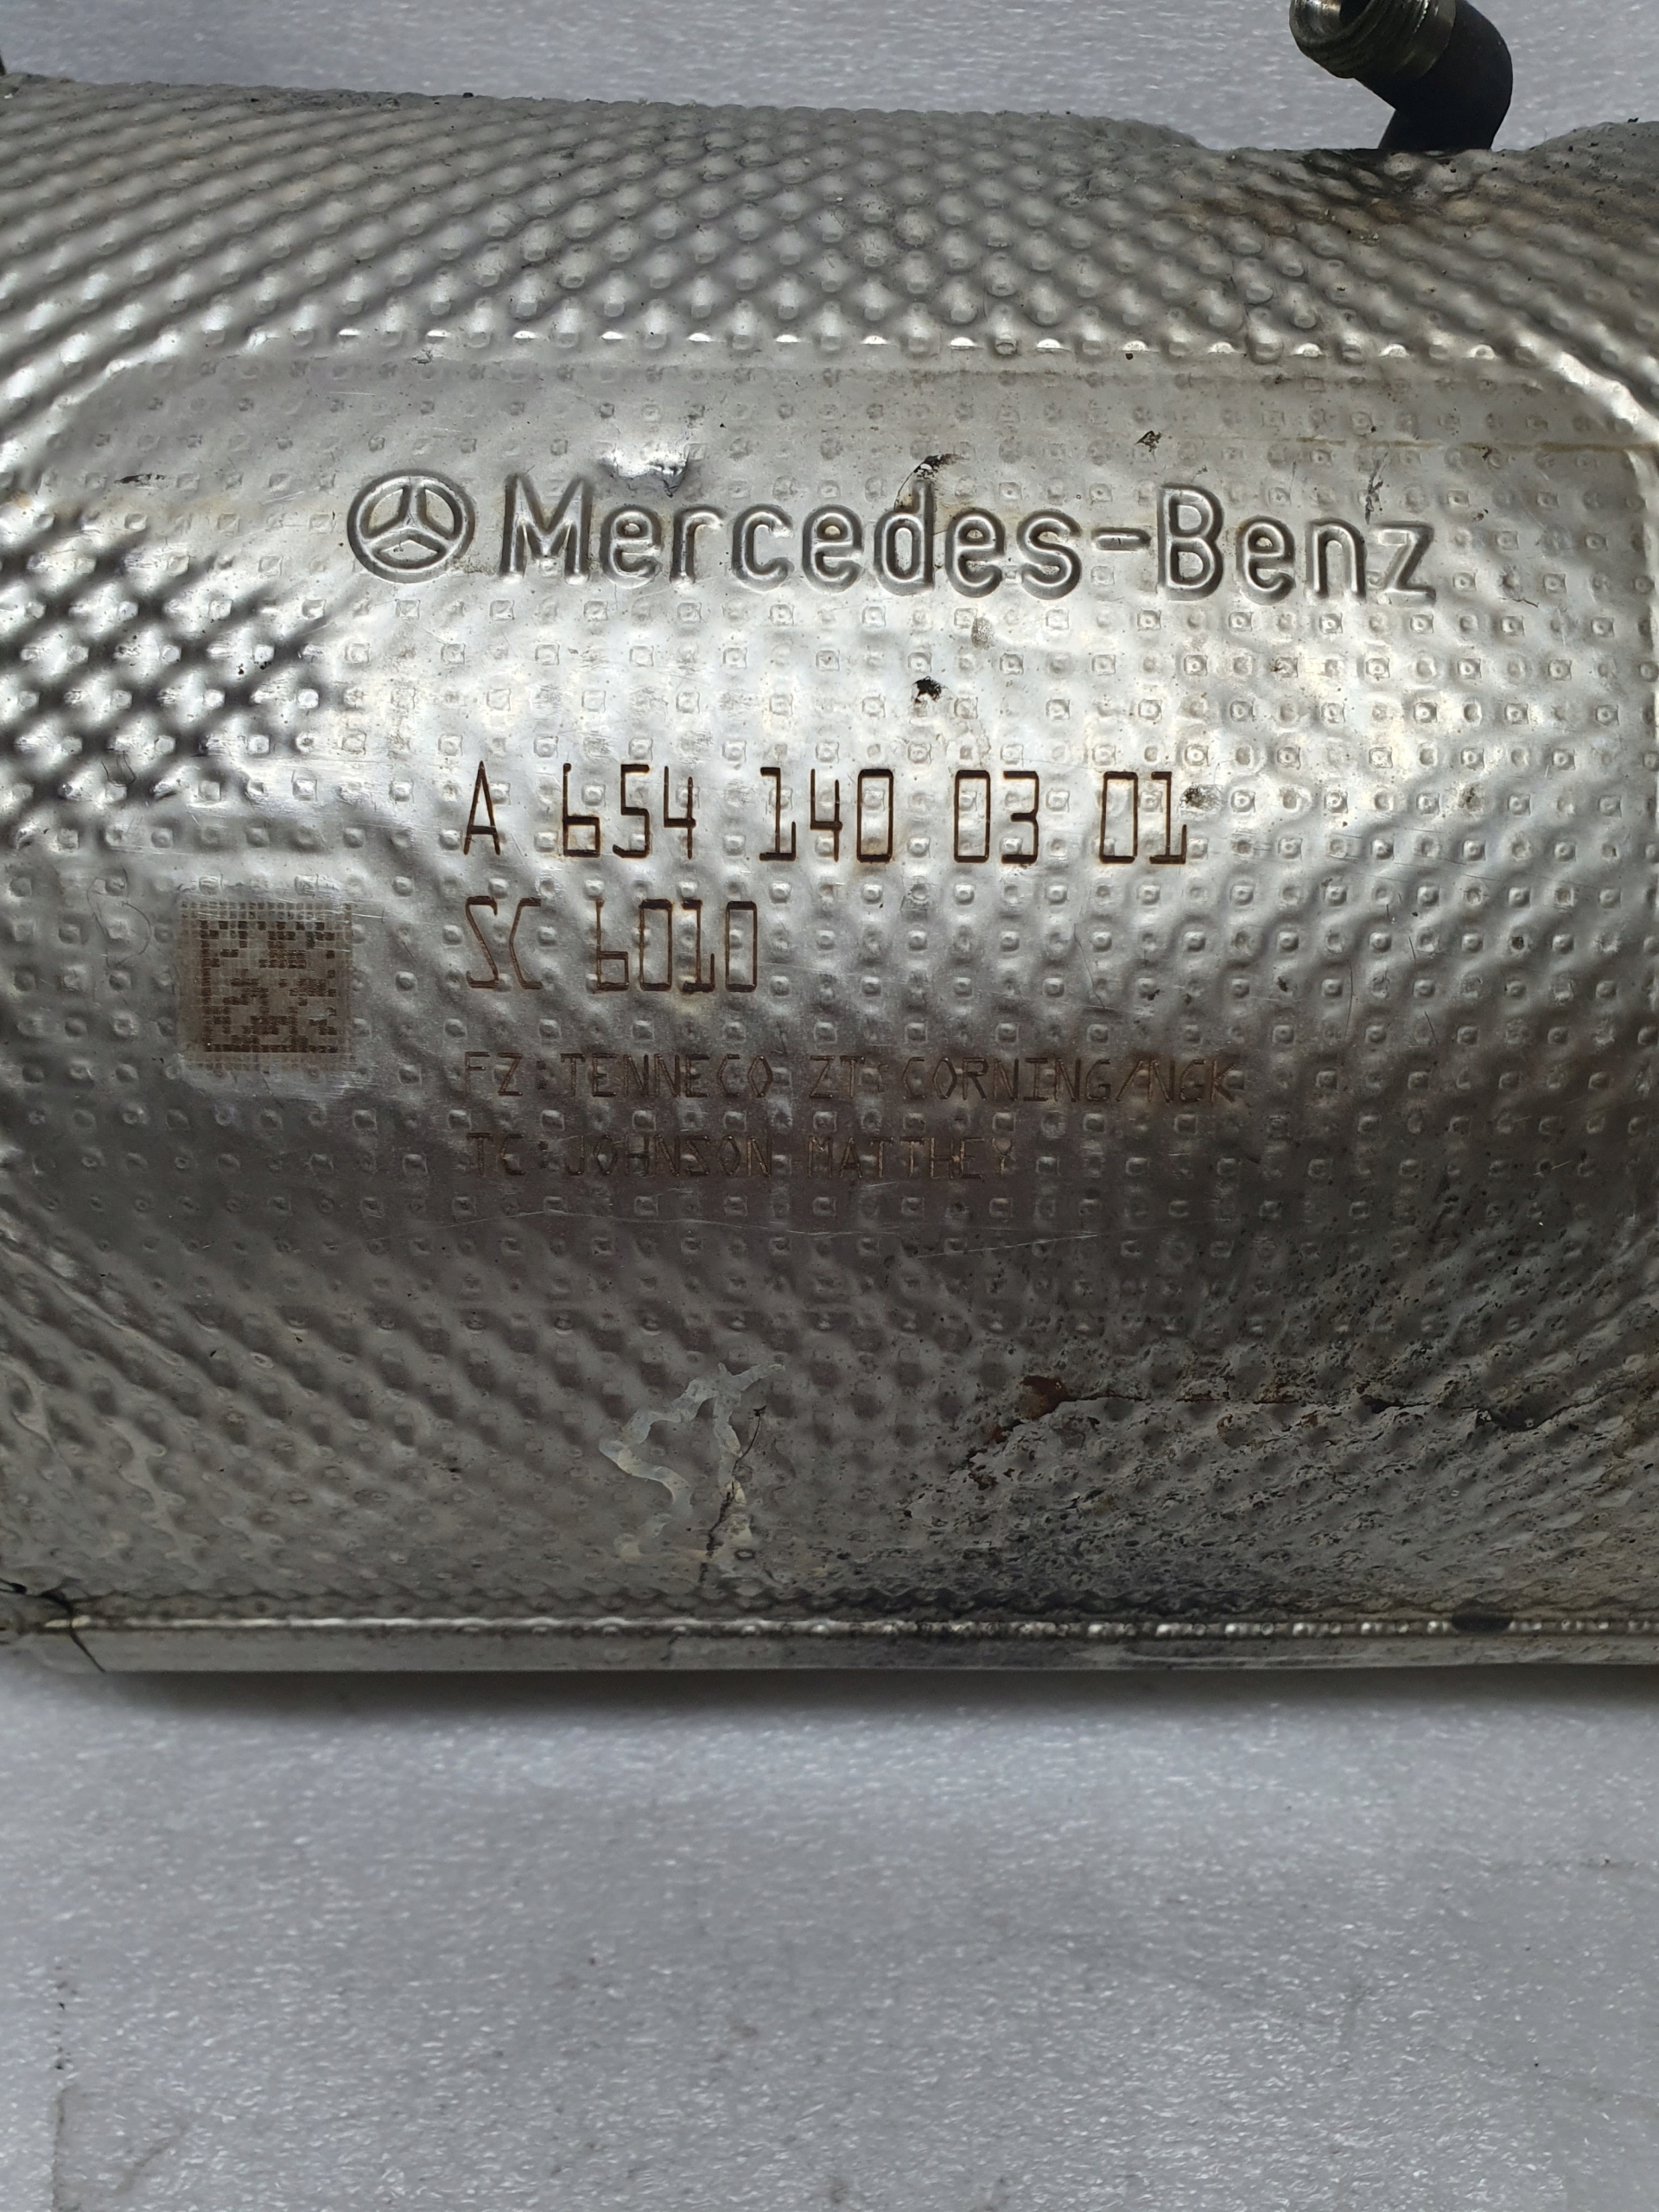 Mercedes-Benz
A 654 140 03 01
SC 6010
FZ:TENNECO ZT:CORNING/NGK
TC:JOHNSON MATTHEY